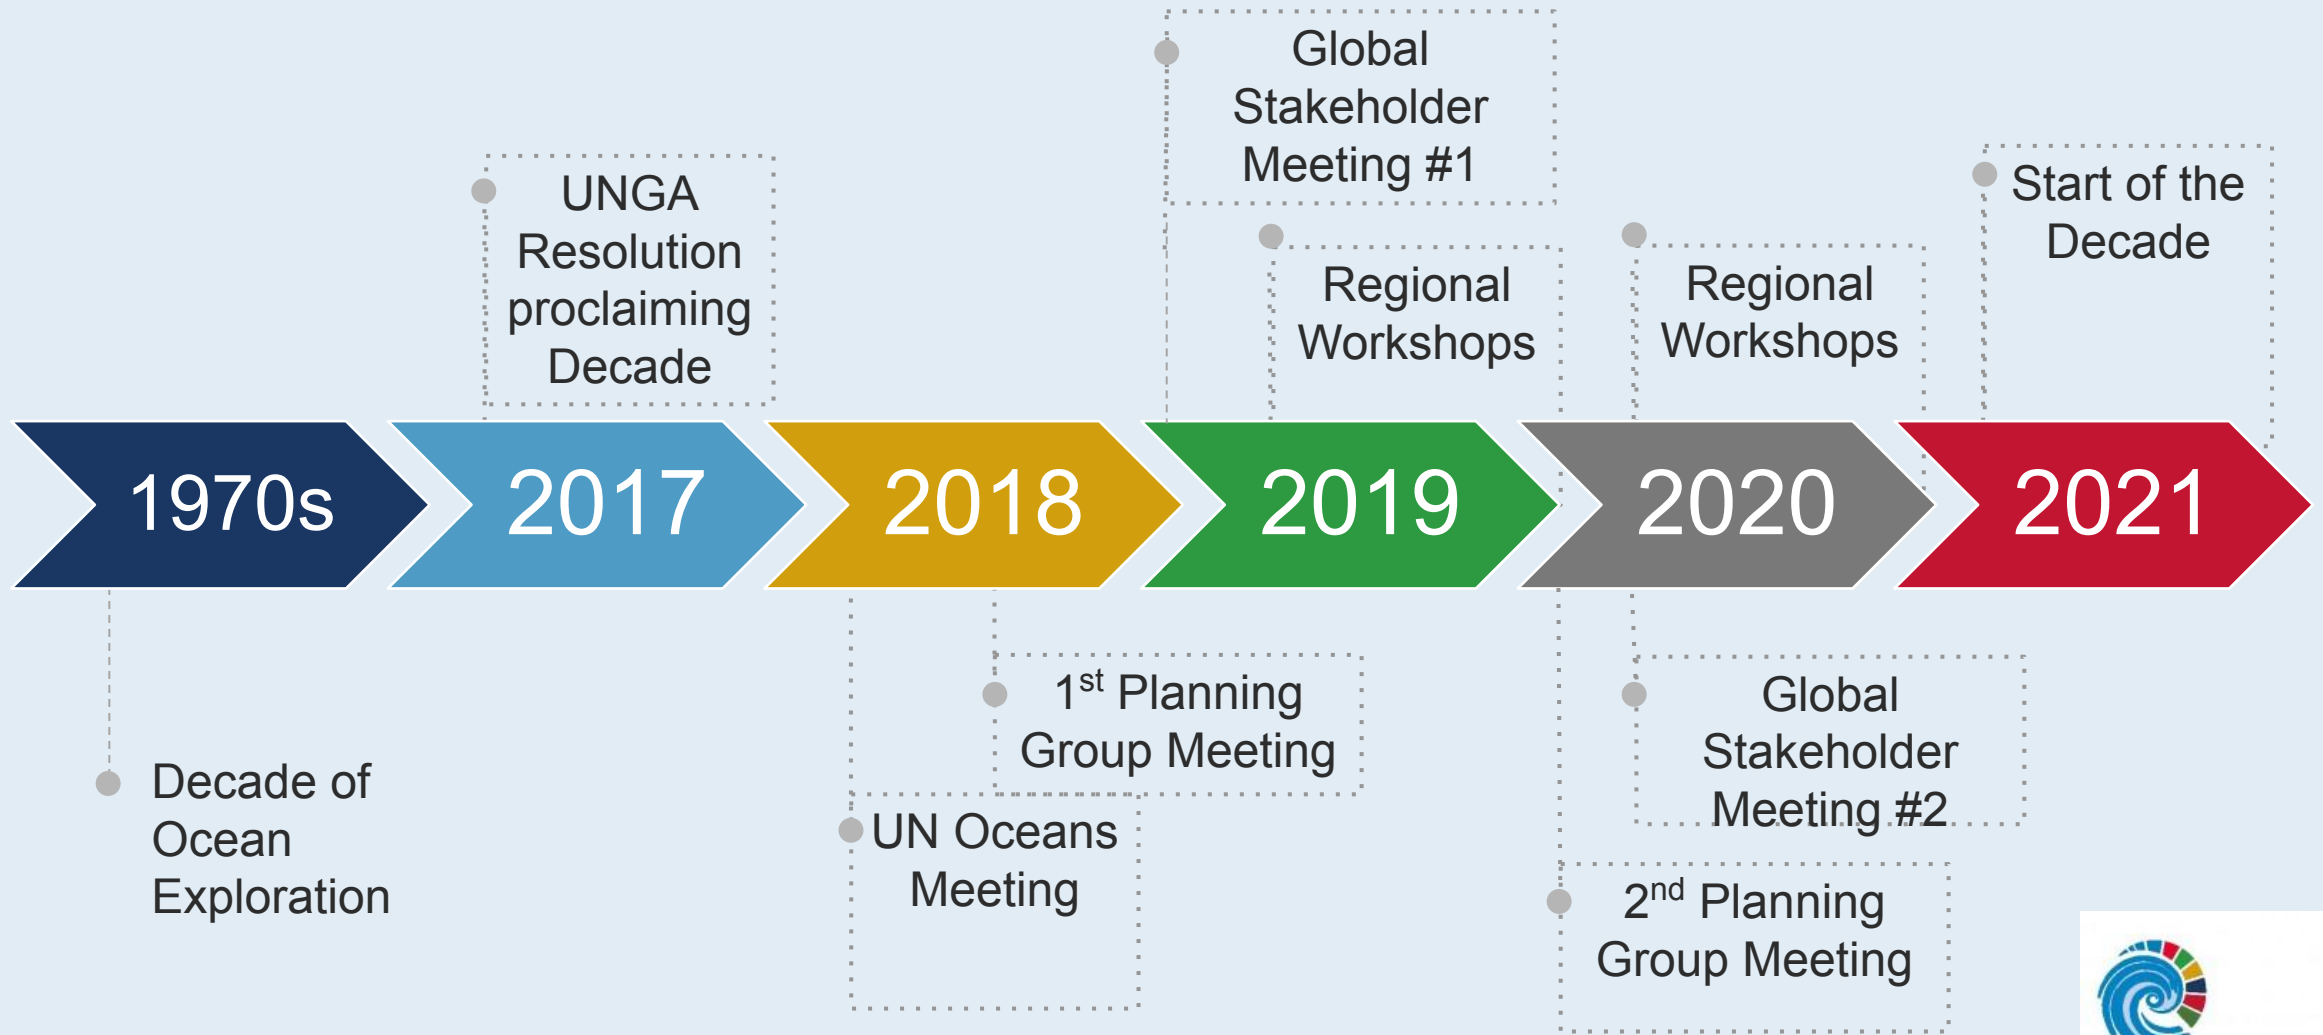 Global
Stakeholder
Meeting #1
UNGA
Resolution
proclaiming
Decade
Regional
Workshops
Regional
Workshops
Start of the
Decade
1970s
2017
2018
2019
2020
2021
Decade of
Ocean
Exploration
1st Planning
Group Meeting
UN Oceans
Meeting
Global
Stakeholder
Meeting #2
2nd Planning
Group Meeting